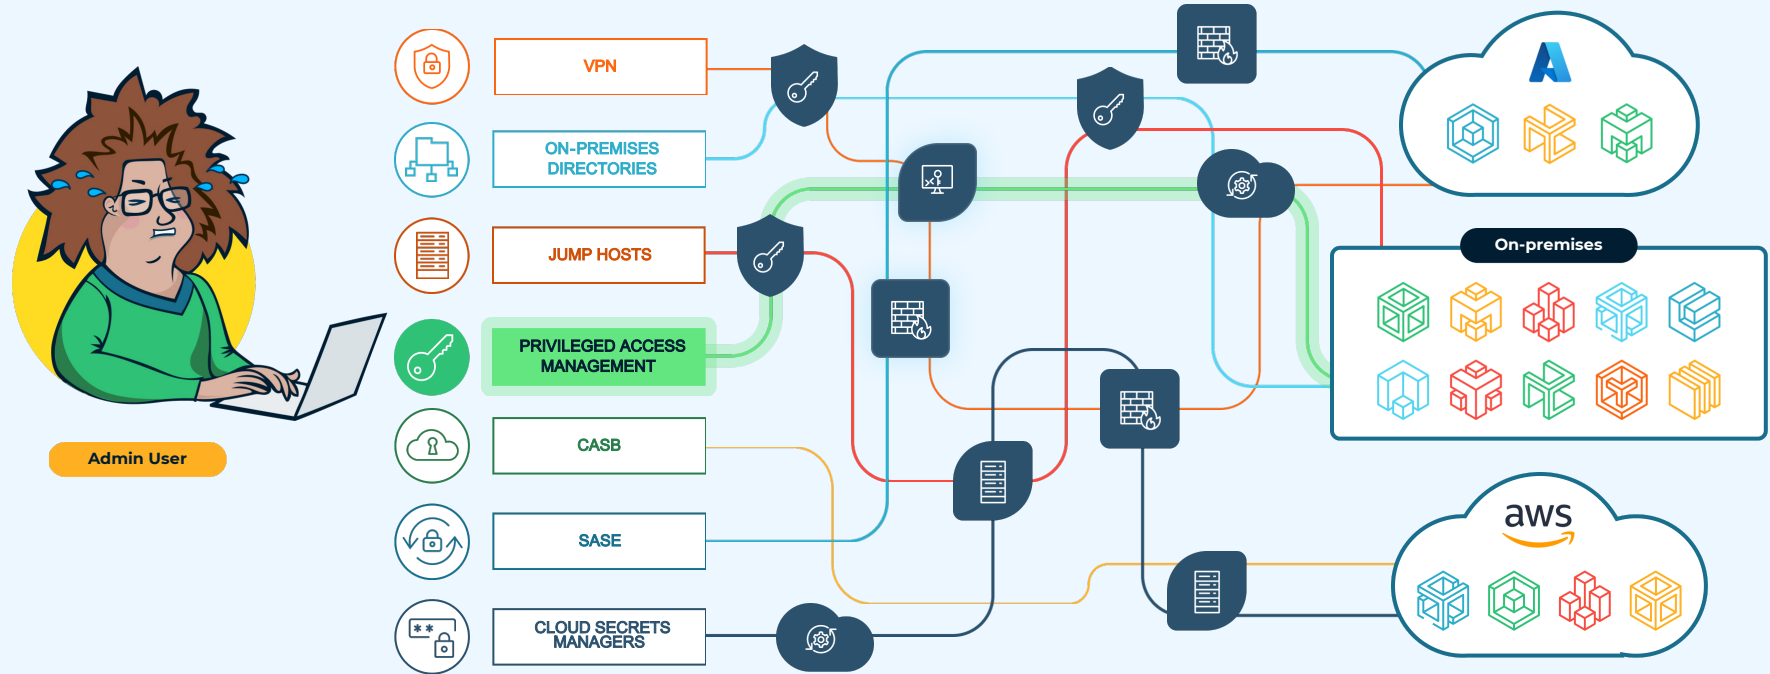 VPN
ON-PREMISES
DIRECTORIES
JUMP HOSTS
On-premises
PRIVILEGED ACCESS
MANAGEMENT
CASB
Admin User
SASE
aws
**
CLOUD SECRETS
MANAGERS